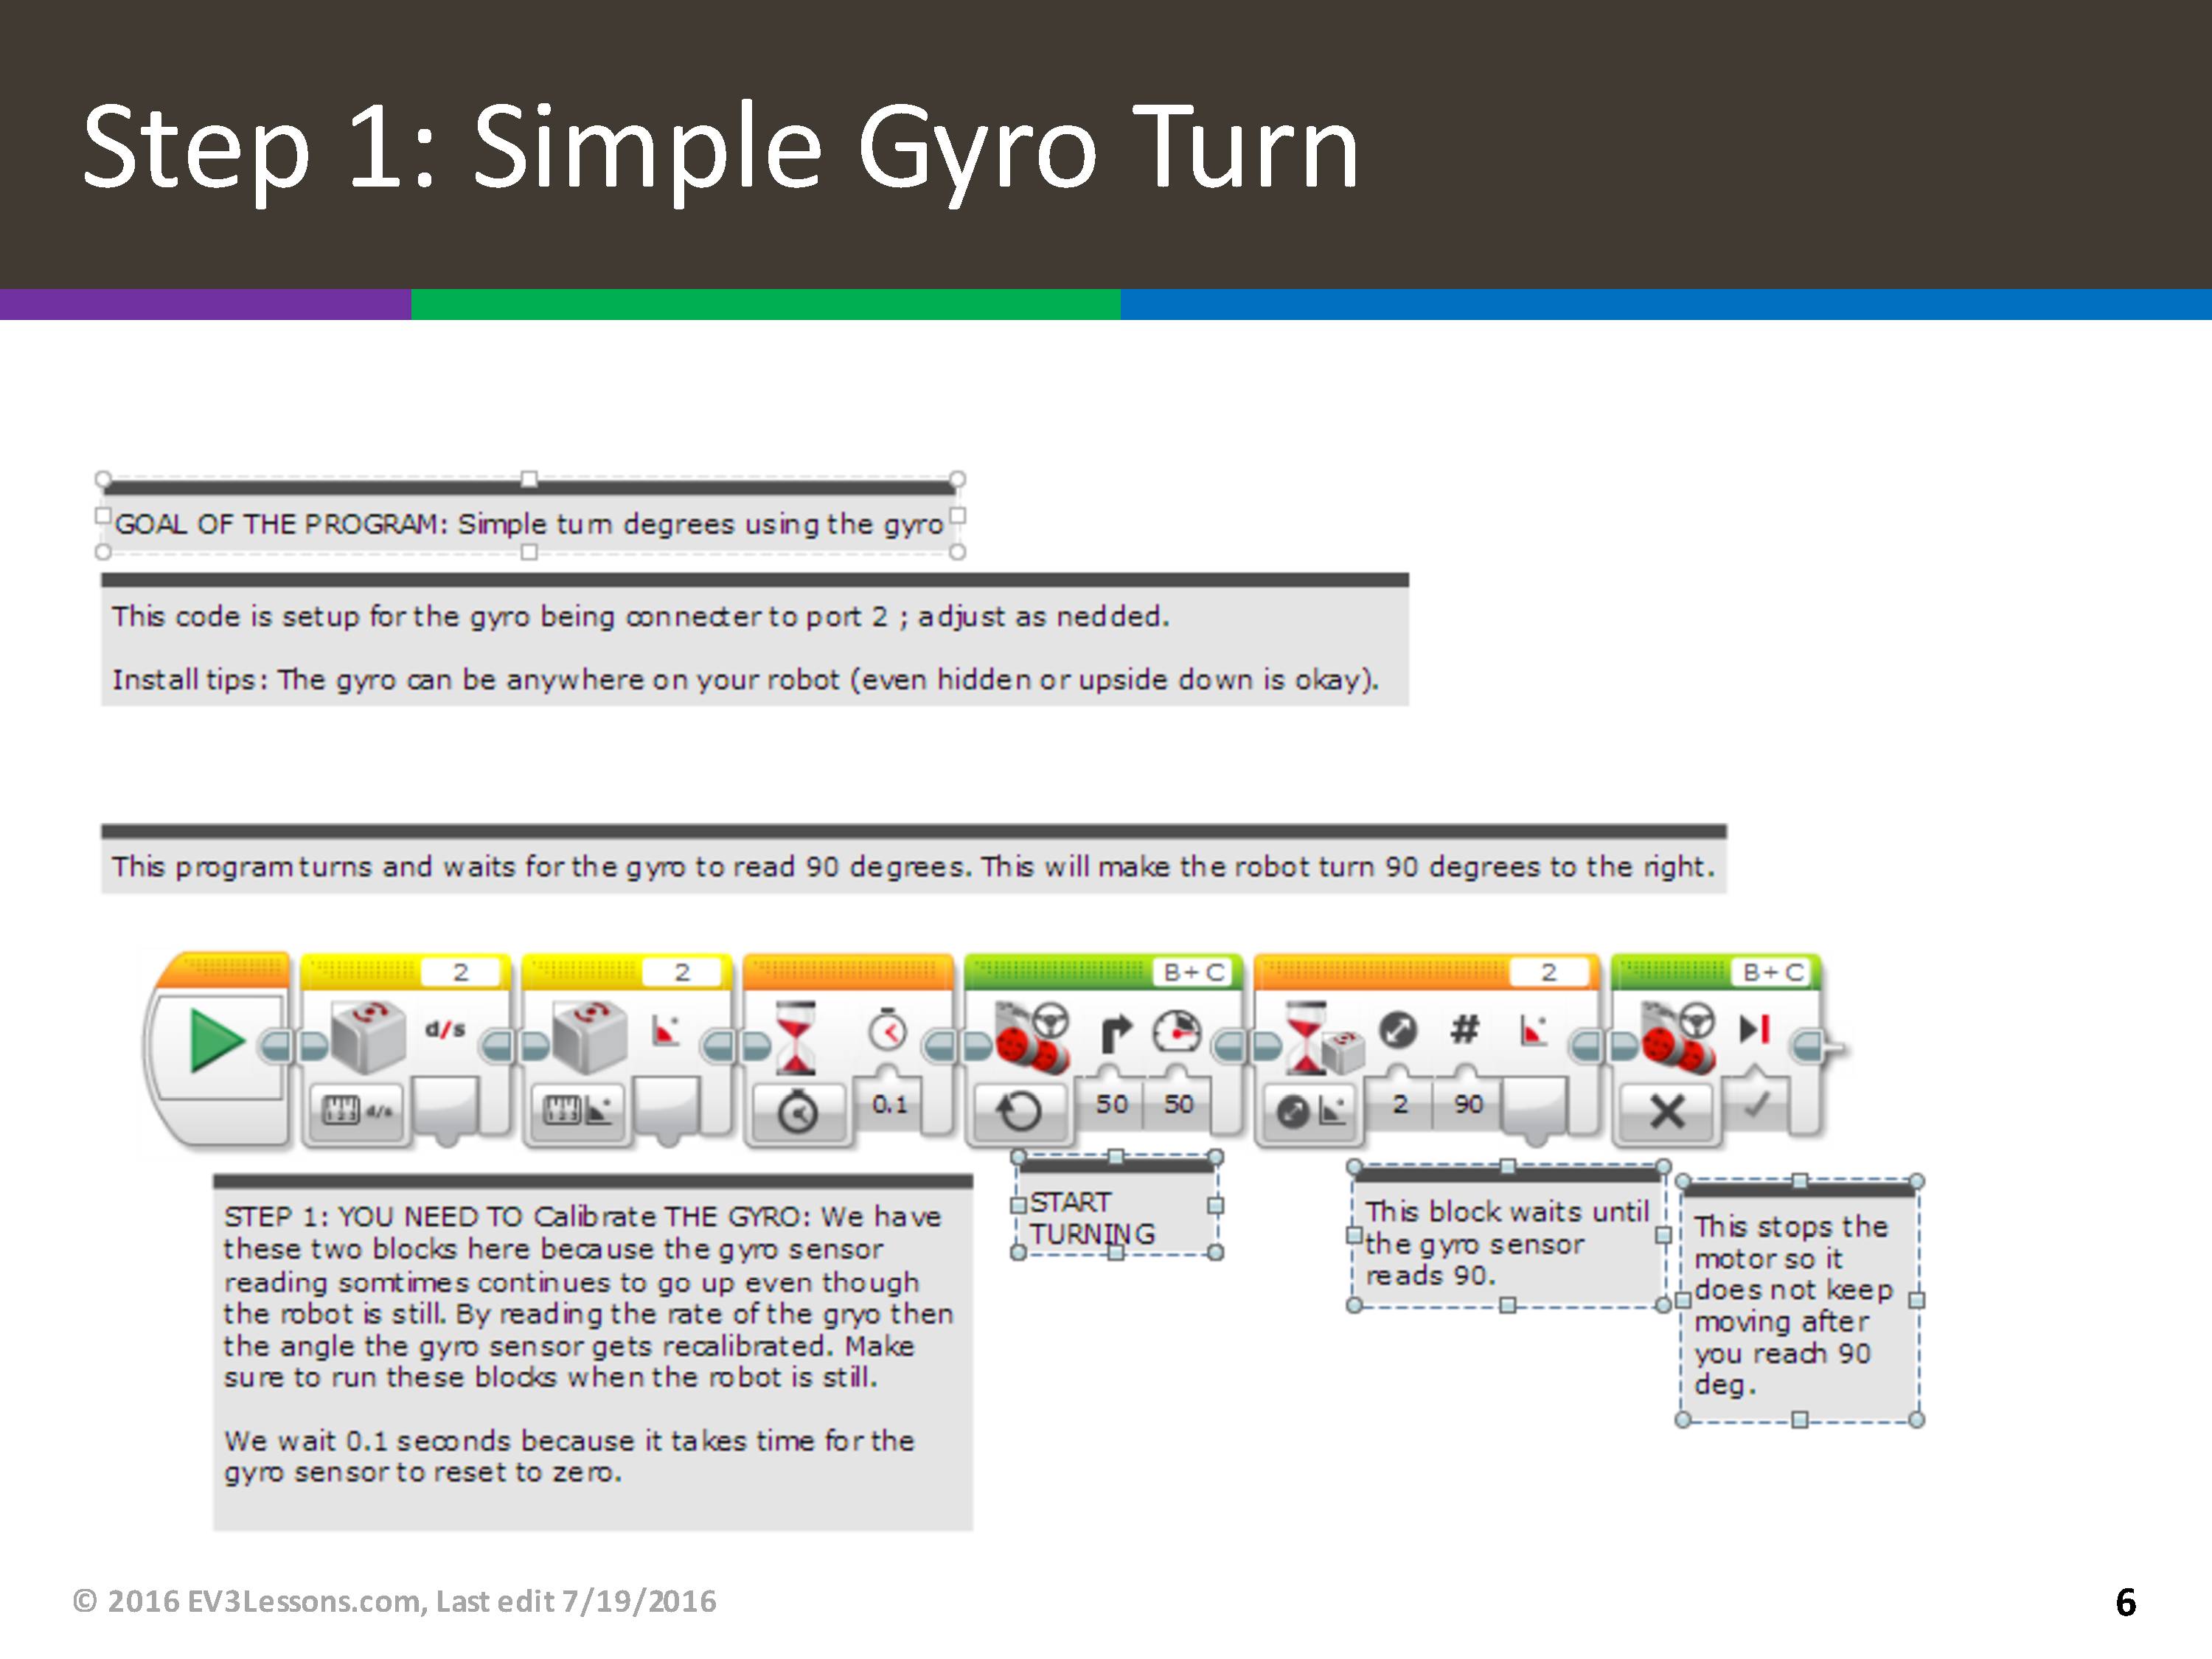 Step 1: Simple Gyro Turn
GOAL OF THE PROGRAM: Simple turn degrees using the gyro
This code is setup for the gyro being connecter to port 2 ; adjust as nedded.
Install tips: The gyro can be anywhere on your robot (even hidden or upside down is okay).
This program turns and waits for the gyro to read 90 degrees. This will make the robot turn 90 degrees to the right.
2 2 B+C 2 B+C
d/s #
123 d/s 123 0.1 50 50 2 90
STEP 1: YOU NEED TO Calibrate THE GYRO: We have
these two blocks here because the gyro sensor
reading somtimes continues to go up even though
the robot is still. By reading the rate of the gryo then
the angle the gyro sensor gets recalibrated. Make
sure to run these blocks when the robot is still.
We wait 0.1 seconds because it takes time for the
gyro sensor to reset to zero.
START
TURNING
This block waits until
the gyro sensor
reads 90.
This stops the
motor so it
does not keep
moving after
you reach 90
deg.
© 2016 EV3Lessons.com, Last edit 7/19/2016
6